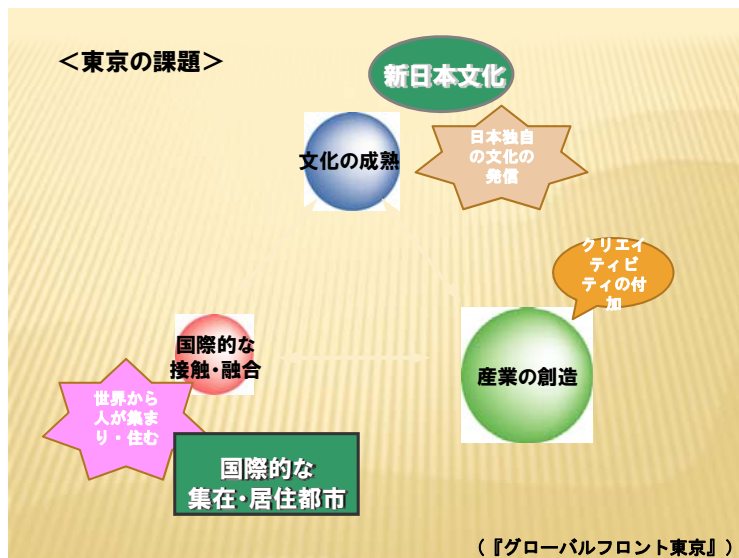 ＜東京の課題＞
新日本文化
文化の成熟
日本独自
の文化の
発信
クリエイ
ティビ
ティの付
加
国際的な
接触・融合
産業の創造
世界から
人が集ま
り・住む
国際的な
集在・居住都市
（『グローバルフロント東京』）